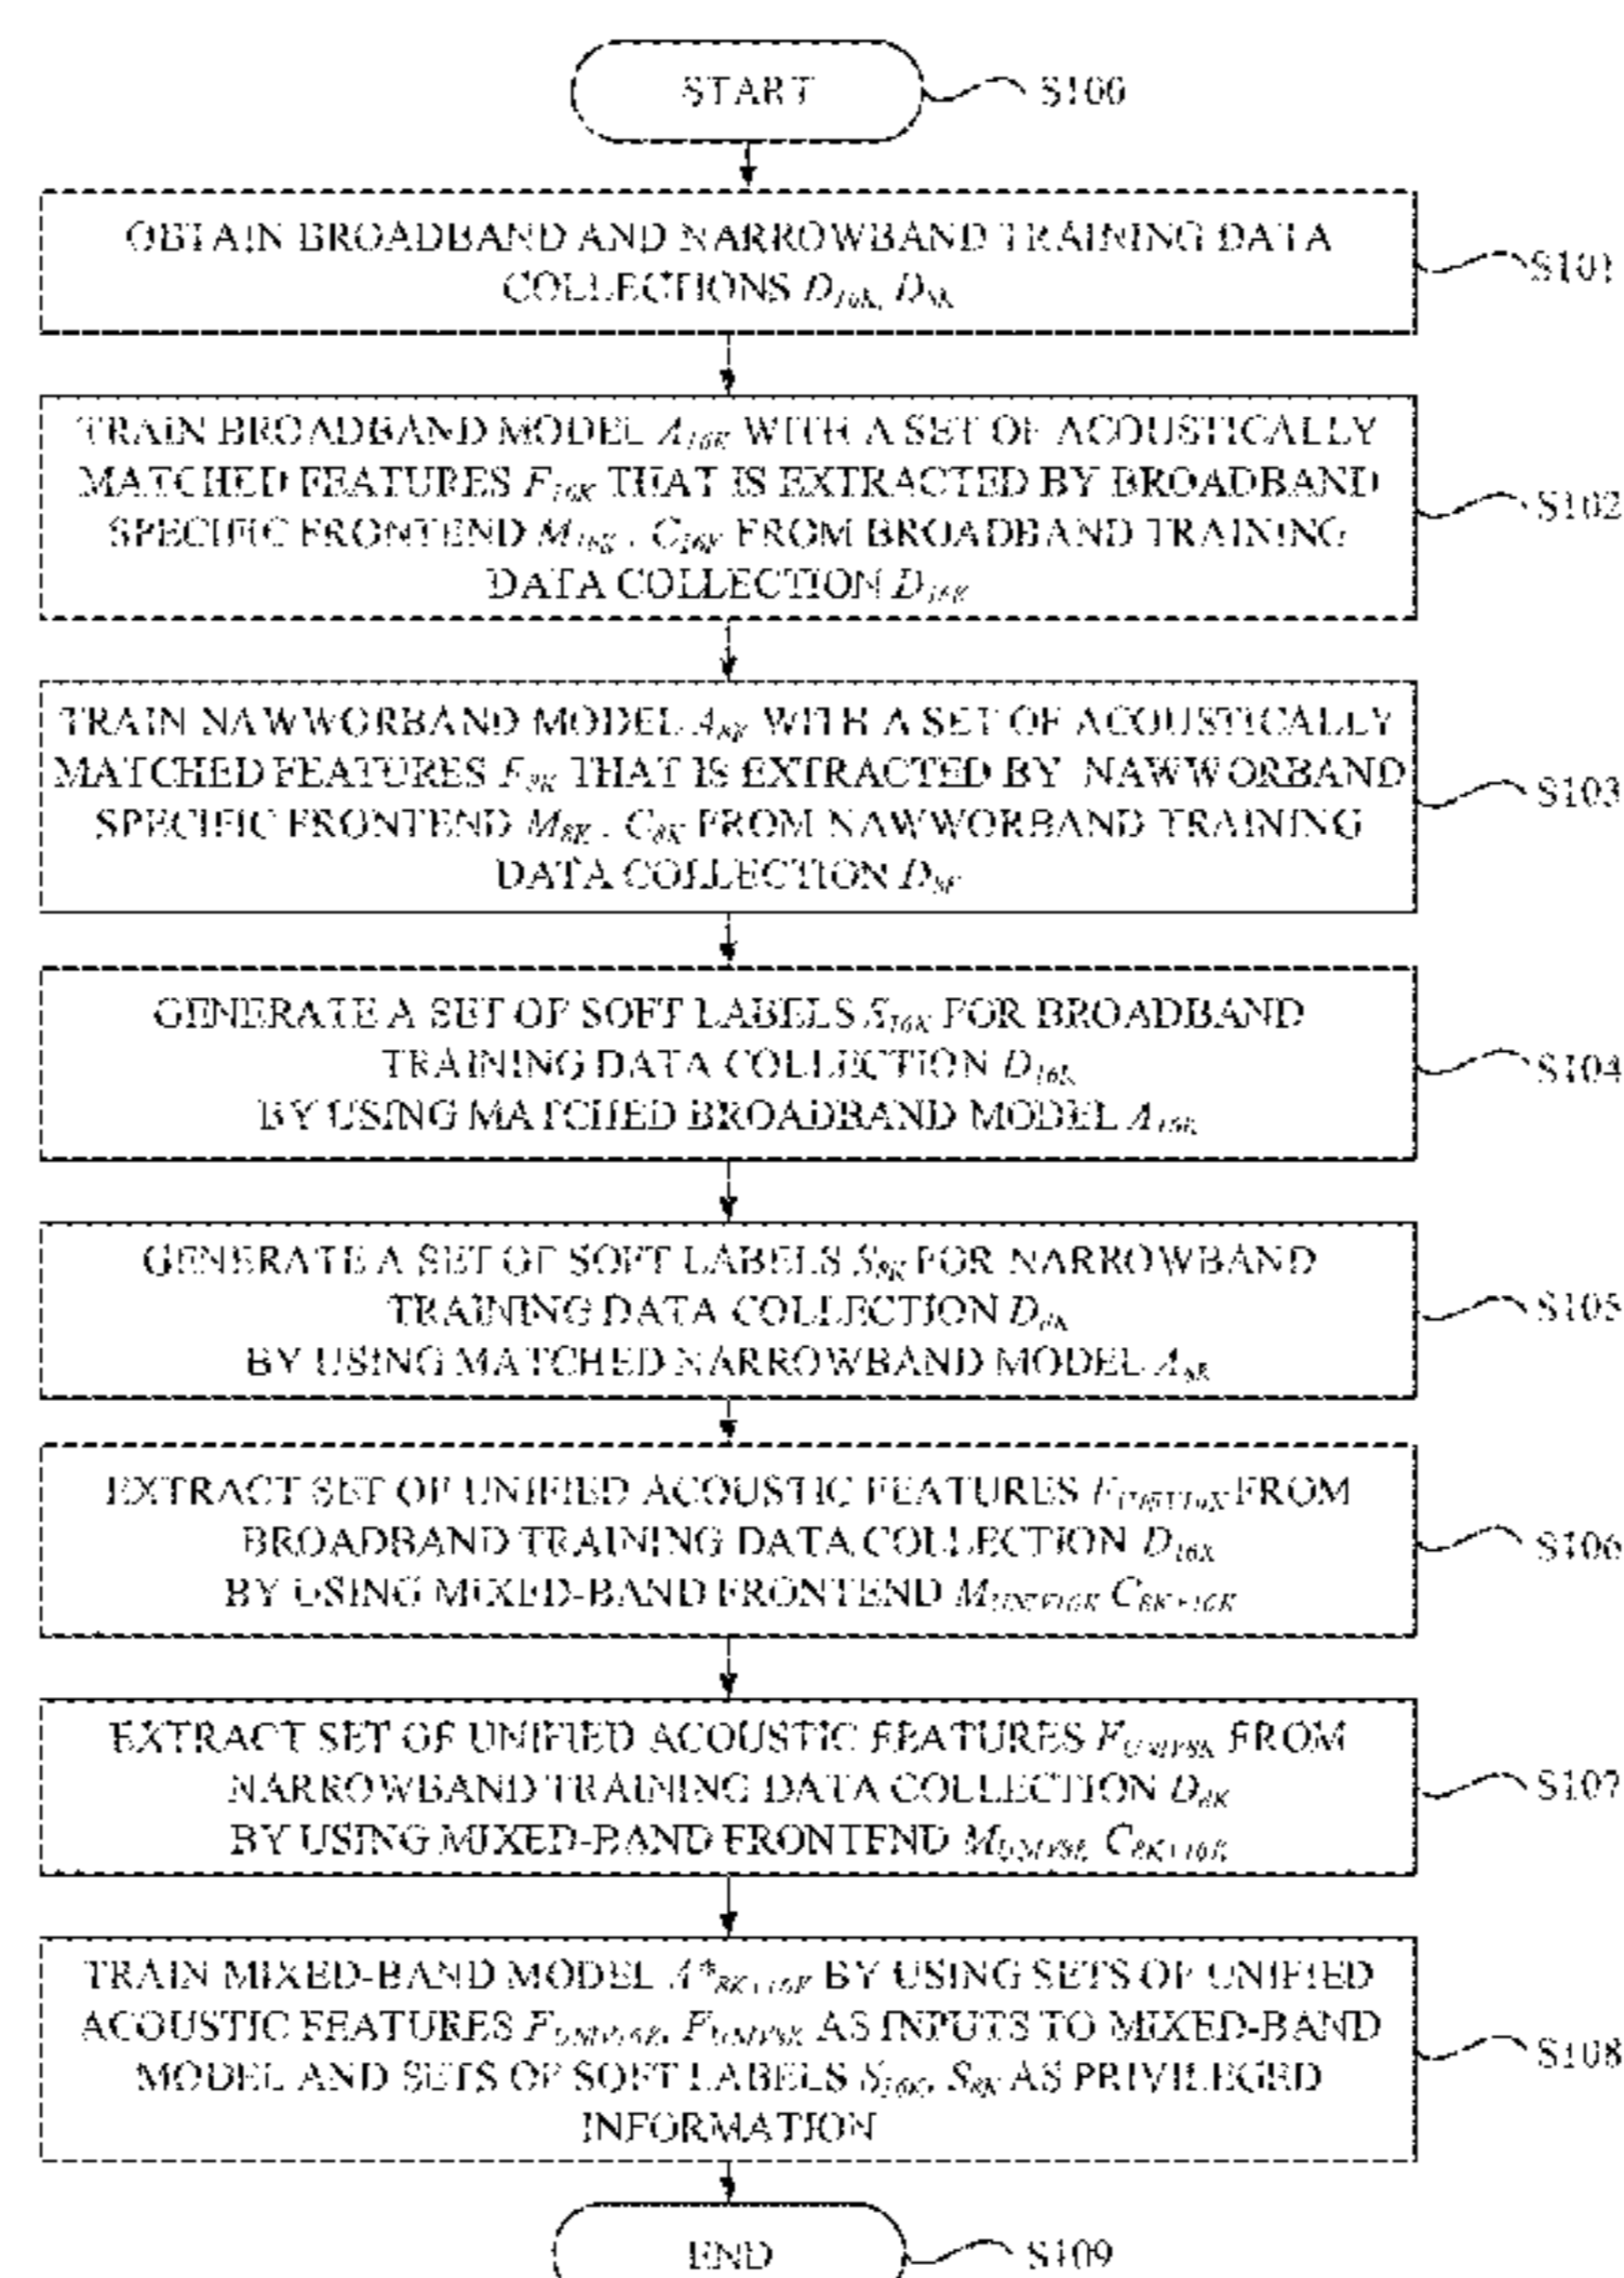 START
S100
OBTAIN BROADBAND AND NARROWBAND TRAINING DATA
COLLECTIONS D16K, D8K
S101
TRAIN BROADBAND MODEL A16K WITH A SET OF ACOUSTICALLY
MATCHED FEATURES F16K THAT IS EXTRACTED BY BROADBAND
SPECIFIC FRONTEND M16K , C16K FROM BROADBAND TRAINING
DATA COLLECTION D16K
S102
TRAIN NAWWORBAND MODEL A8K WITH A SET OF ACOUSTICALLY
MATCHED FEATURES F8K THAT IS EXTRACTED BY NAWWORBAND
SPECIFIC FRONTEND M8K , C8K FROM NAWWORBAND TRAINING
DATA COLLECTION D8K
S103
GENERATE A SET OF SOFT LABELS S16K FOR BROADBAND
TRAINING DATA COLLECTION D16K
BY USING MATCHED BROADBAND MODEL A16K
S104
GENERATE A SET OF SOFT LABELS S8K FOR NARROWBAND
TRAINING DATA COLLECTION D8K
BY USING MATCHED NARROWBAND MODEL A8K
S105
EXTRACT SET OF UNIFIED ACOUSTIC FEATURES FUNIV16K FROM
BROADBAND TRAINING DATA COLLECTION D16K
BY USING MIXED-BAND FRONTEND MUNIV16K C8K+16K
S106
EXTRACT SET OF UNIFIED ACOUSTIC FEATURES FUNIV8K FROM
NARROWBAND TRAINING DATA COLLECTION D8K
BY USING MIXED-BAND FRONTEND MUNIV8K C8K+16K
S107
TRAIN MIXED-BAND MODEL A*8K+16K BY USING SETS OF UNIFIED
ACOUSTIC FEATURES FUNIV16K, FUNIV8K AS INPUTS TO MIXED-BAND
MODEL AND SETS OF SOFT LABELS S16K, S8K AS PRIVILEGED
INFORMATION
S108
END
S109